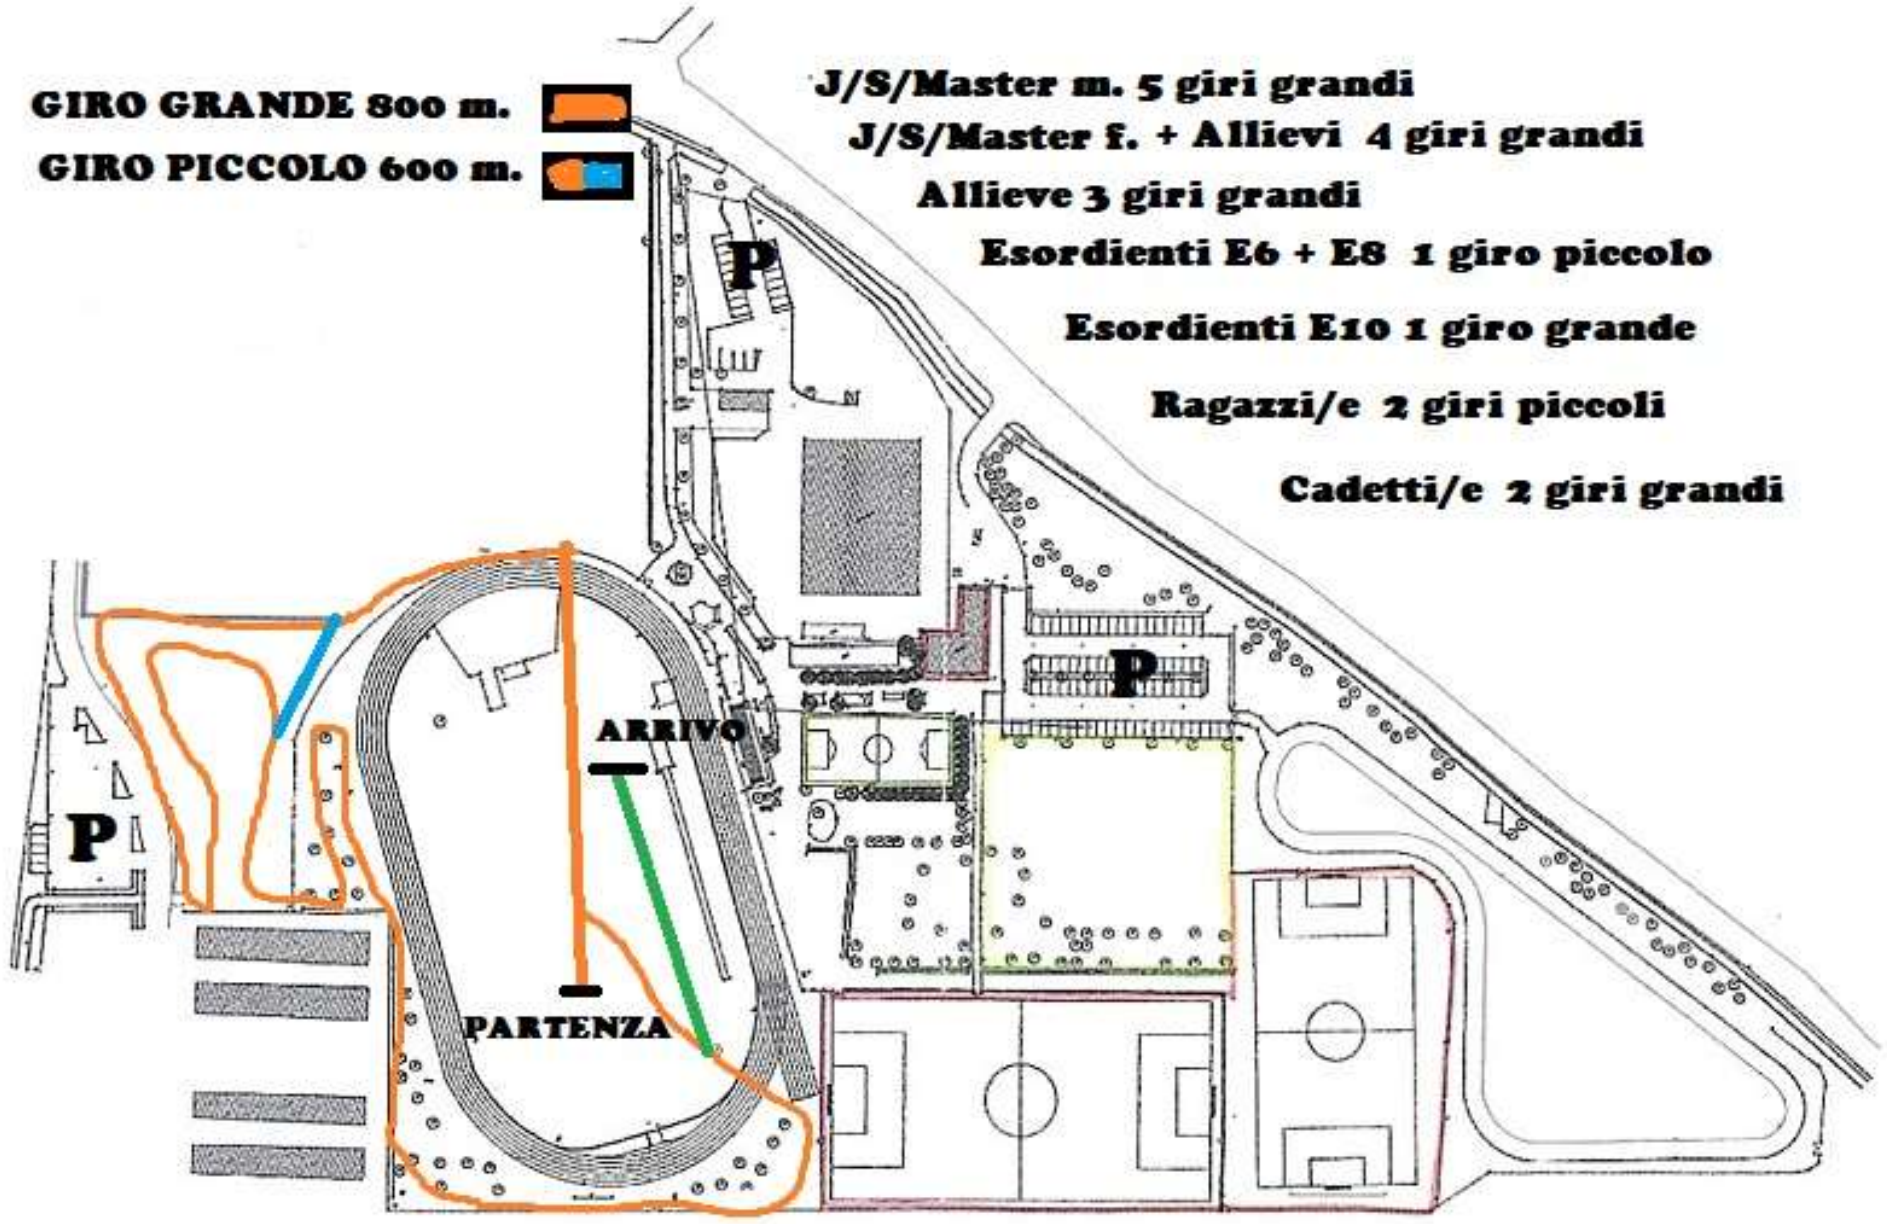 GIRO GRANDE 800 m.
GIRO PICCOLO 600 m.
J/S/Master m. 5 giri grandi
J/S/Master f. + Allievi 4 giri grandi
Allieve 3 giri grandi
Esordienti E6 + E8 1 giro piccolo
Esordienti E10 1 giro grande
Ragazzi/e 2 giri piccoli
Cadetti/e 2 giri grandi
P
P
ARRIVO
P
PARTENZA